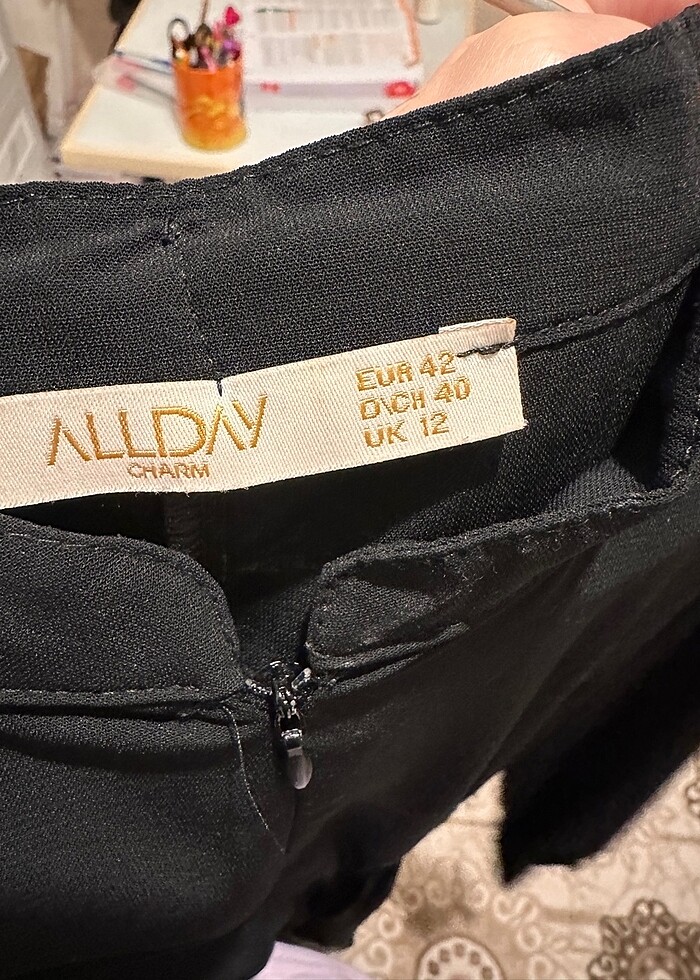 ALLDAY
CHARM
EUR 42
D\CH 40
UK 12